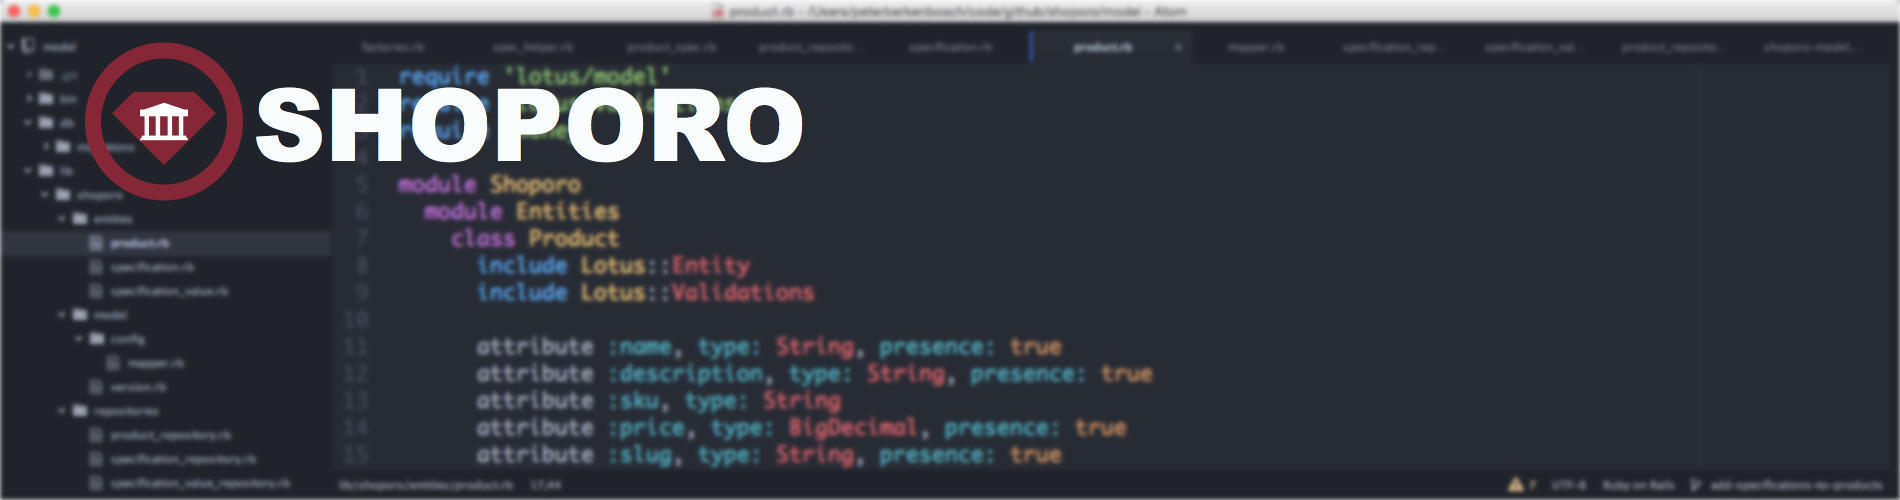 product.rb - /Users/peterberkenbosch/code/github/shoporo/model - Atom
model
.git
bin
db
lib
shoporo
entities
product.rb
specification.rb
specification_value.rb
model
config
mapper.rb
version.rb
repositories
product_repository.rb
specification_repository.rb
specification_value_repository.rb
SHOPORO
factories.rb spec_helper.rb product_spec.rb product_reposito... specification.rb product.rb × mapper.rb specification_rep... specification_val... product_reposito... shoporo-model....
1 require 'lotus/model'
5 module Shoporo
6 module Entities
7 class Product
8 include Lotus::Entity
9 include Lotus::Validations
10
11 attribute :name, type: String, presence: true
12 attribute :description, type: String, presence: true
13 attribute :sku, type: String
14 attribute :price, type: BigDecimal, presence: true
15 attribute :slug, type: String, presence: true
lib/shoporo/entities/product.rb 17,44 7 UTF-8 Ruby on Rails add-specifications-to-products